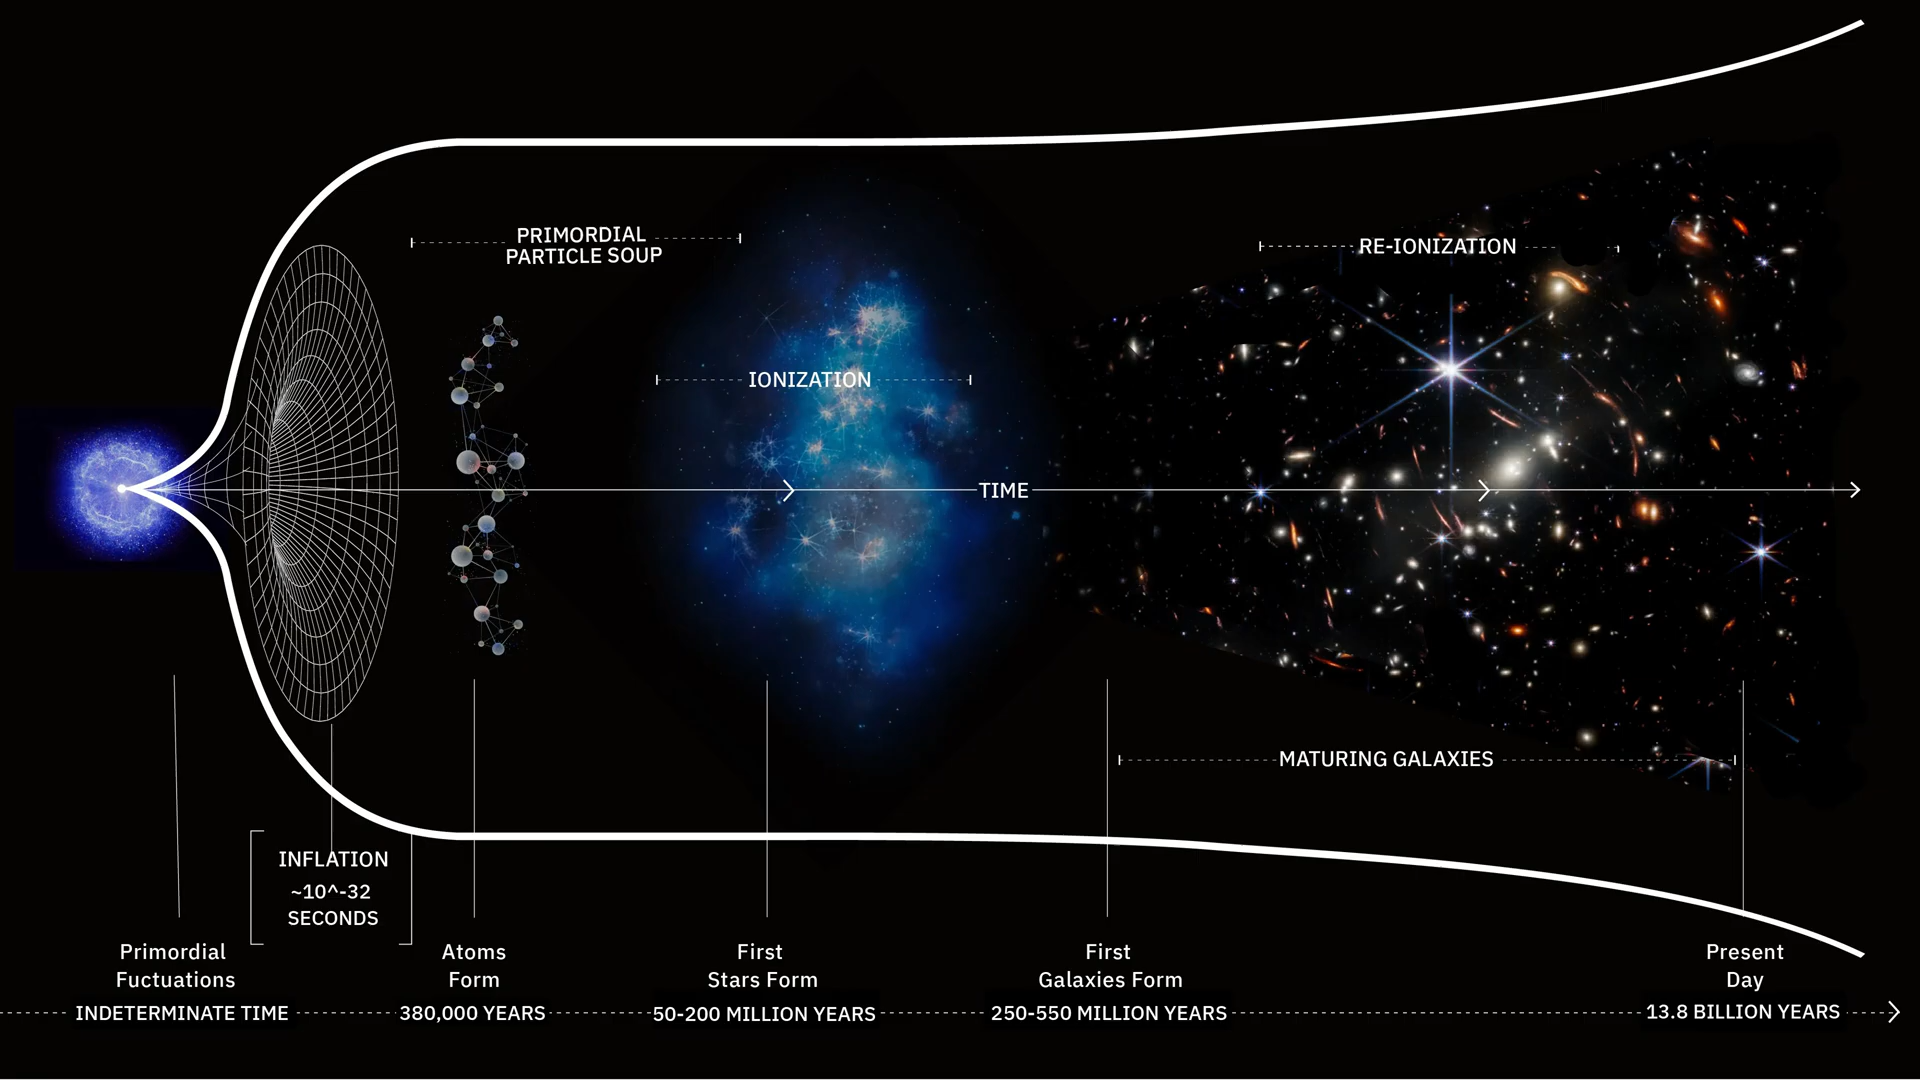 PRIMORDIAL
PARTICLE SOUP
RE-IONIZATION
IONIZATION
TIME
MATURING GALAXIES
INFLATION
~10^-32
SECONDS
Primordial
Fuctuations
INDETERMINATE TIME
Atoms
Form
380,000 YEARS
First
Stars Form
50-200 MILLION YEARS
First
Galaxies Form
250-550 MILLION YEARS
Present
Day
13.8 BILLION YEARS